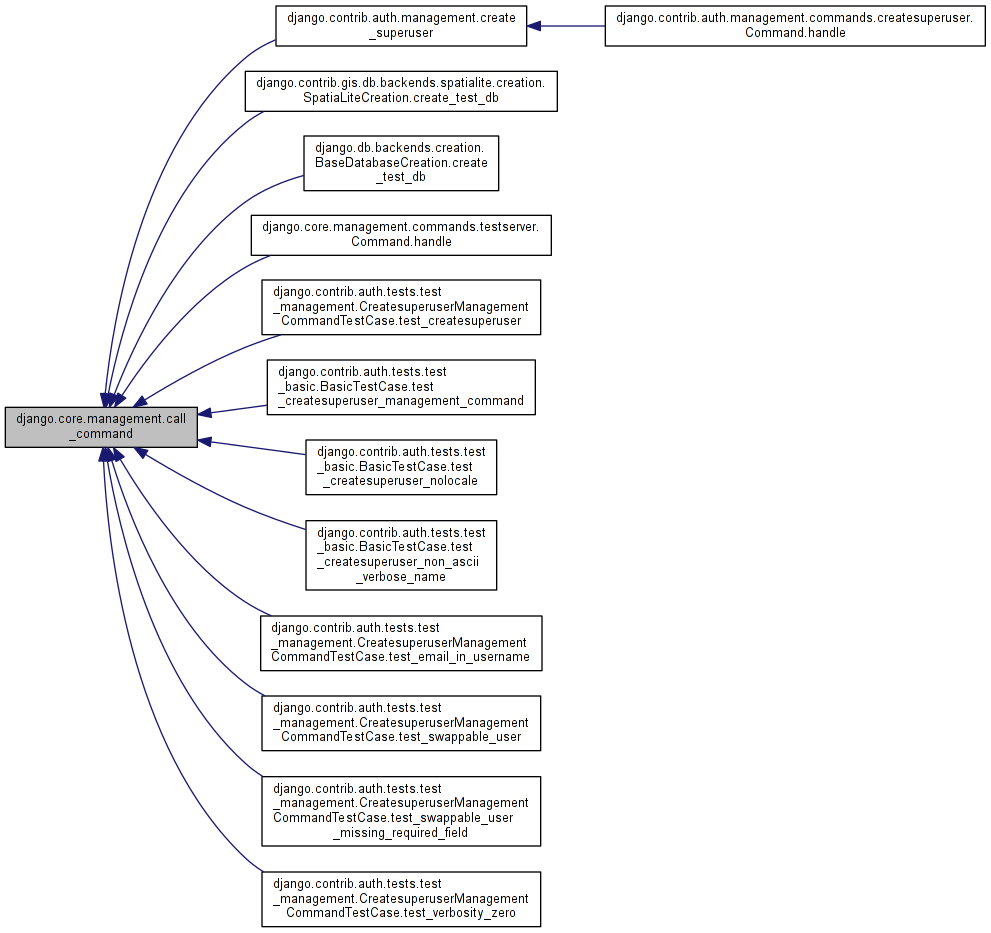 django.contrib.auth.management.create
_superuser
django.contrib.auth.management.commands.createsuperuser.
Command.handle
django.contrib.gis.db.backends.spatialite.creation.
SpatiaLiteCreation.create_test_db
django.db.backends.creation.
BaseDatabaseCreation.create
_test_db
django.core.management.commands.testserver.
Command.handle
django.contrib.auth.tests.test
_management.CreatesuperuserManagement
CommandTestCase.test_createsuperuser
django.contrib.auth.tests.test
_basic.BasicTestCase.test
_createsuperuser_management_command
django.core.management.call
_command
django.contrib.auth.tests.test
_basic.BasicTestCase.test
_createsuperuser_nolocale
django.contrib.auth.tests.test
_basic.BasicTestCase.test
_createsuperuser_non_ascii
_verbose_name
django.contrib.auth.tests.test
_management.CreatesuperuserManagement
CommandTestCase.test_email_in_username
django.contrib.auth.tests.test
_management.CreatesuperuserManagement
CommandTestCase.test_swappable_user
django.contrib.auth.tests.test
_management.CreatesuperuserManagement
CommandTestCase.test_swappable_user
_missing_required_field
django.contrib.auth.tests.test
_management.CreatesuperuserManagement
CommandTestCase.test_verbosity_zero